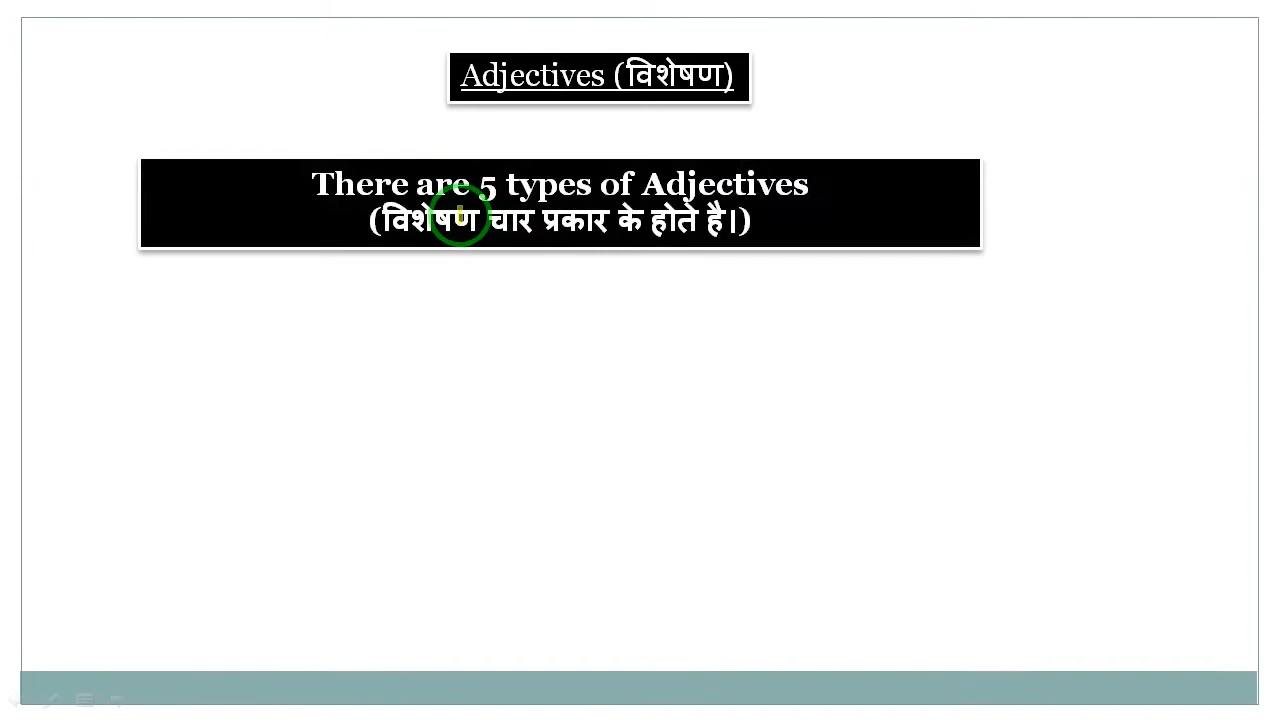 Adjectives (विशेषण)
There are 5 types of Adjectives
(विशेषण चार प्रकार के होते है।)